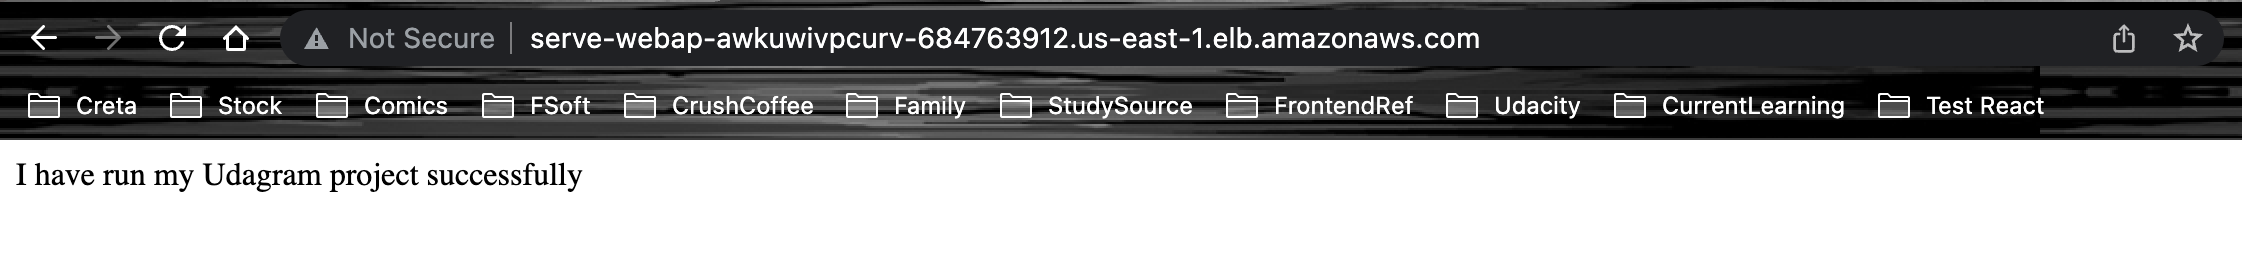 Not Secure serve-webap-awkuwivpcurv-684763912.us-east-1.elb.amazonaws.com
Creta Stock Comics FSoft CrushCoffee Family StudySource FrontendRef Udacity CurrentLearning Test React
I have run my Udagram project successfully